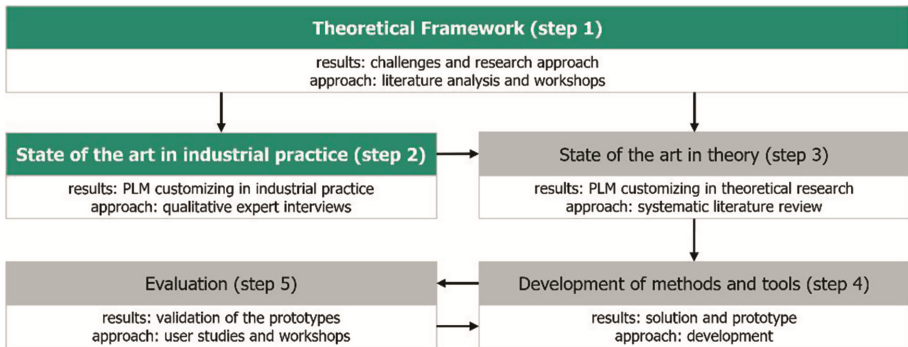 Theoretical Framework (step 1)
results: challenges and research approach
approach: literature analysis and workshops
State of the art in industrial practice (step 2)
results: PLM customizing in industrial practice
approach: qualitative expert interviews
State of the art in theory (step 3)
results: PLM customizing in theoretical research
approach: systematic literature review
Evaluation (step 5)
results: validation of the prototypes
approach: user studies and workshops
Development of methods and tools (step 4)
results: solution and prototype
approach: development